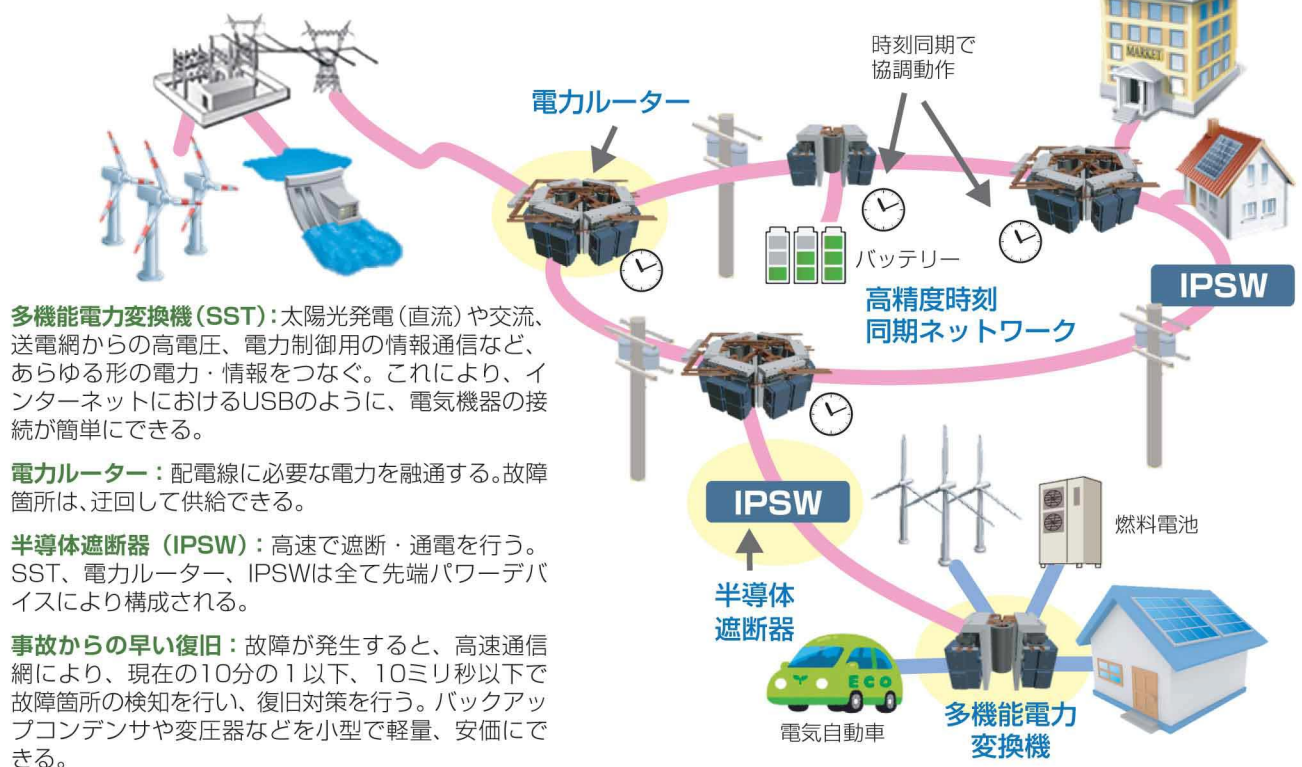 時刻同期で
協調動作
MARKET
電力ルーター
バッテリー
高精度時刻
同期ネットワーク
IPSW
多機能電力変換機(SST):太陽光発電(直流)や交流、
送電網からの高電圧、電力制御用の情報通信など、
あらゆる形の電力・情報をつなぐ。これにより、イ
ンターネットにおけるUSBのように、電気機器の接
続が簡単にできる。
電力ルーター:配電線に必要な電力を融通する。故障
箇所は、迂回して供給できる。
半導体遮断器(IPSW):高速で遮断・通電を行う。
SST、電力ルーター、IPSWは全て先端パワーデバ
イスにより構成される。
事故からの早い復旧:故障が発生すると、高速通信
網により、現在の10分の1以下、10ミリ秒以下で
故障箇所の検知を行い、復旧対策を行う。バックアッ
プコンデンサや変圧器などを小型で軽量、安価にで
きる。
IPSW
半導体
遮断器
燃料電池
ECO
電気自動車
多機能電力
変換機